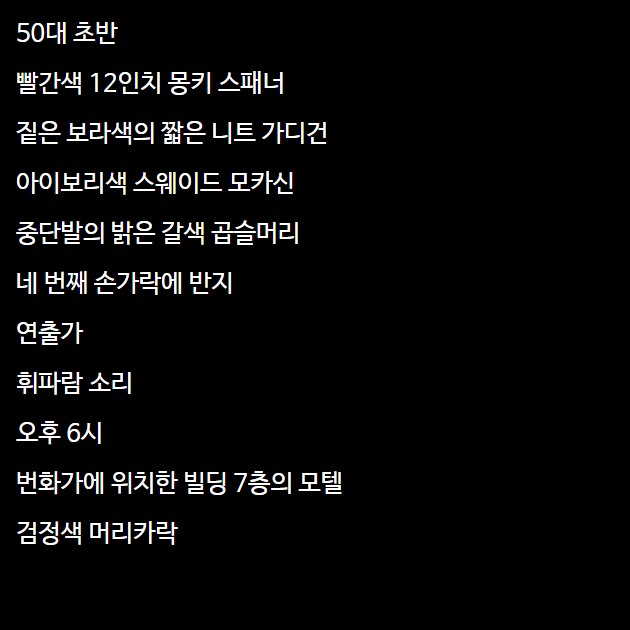 50대 초반
빨간색 12인치 몽키 스패너
짙은 보라색의 짧은 니트 가디건
아이보리색 스웨이드 모카신
중단발의 밝은 갈색 곱슬머리
네 번째 손가락에 반지
연출가
휘파람 소리
오후 6시
번화가에 위치한 빌딩 7층의 모텔
검정색 머리카락